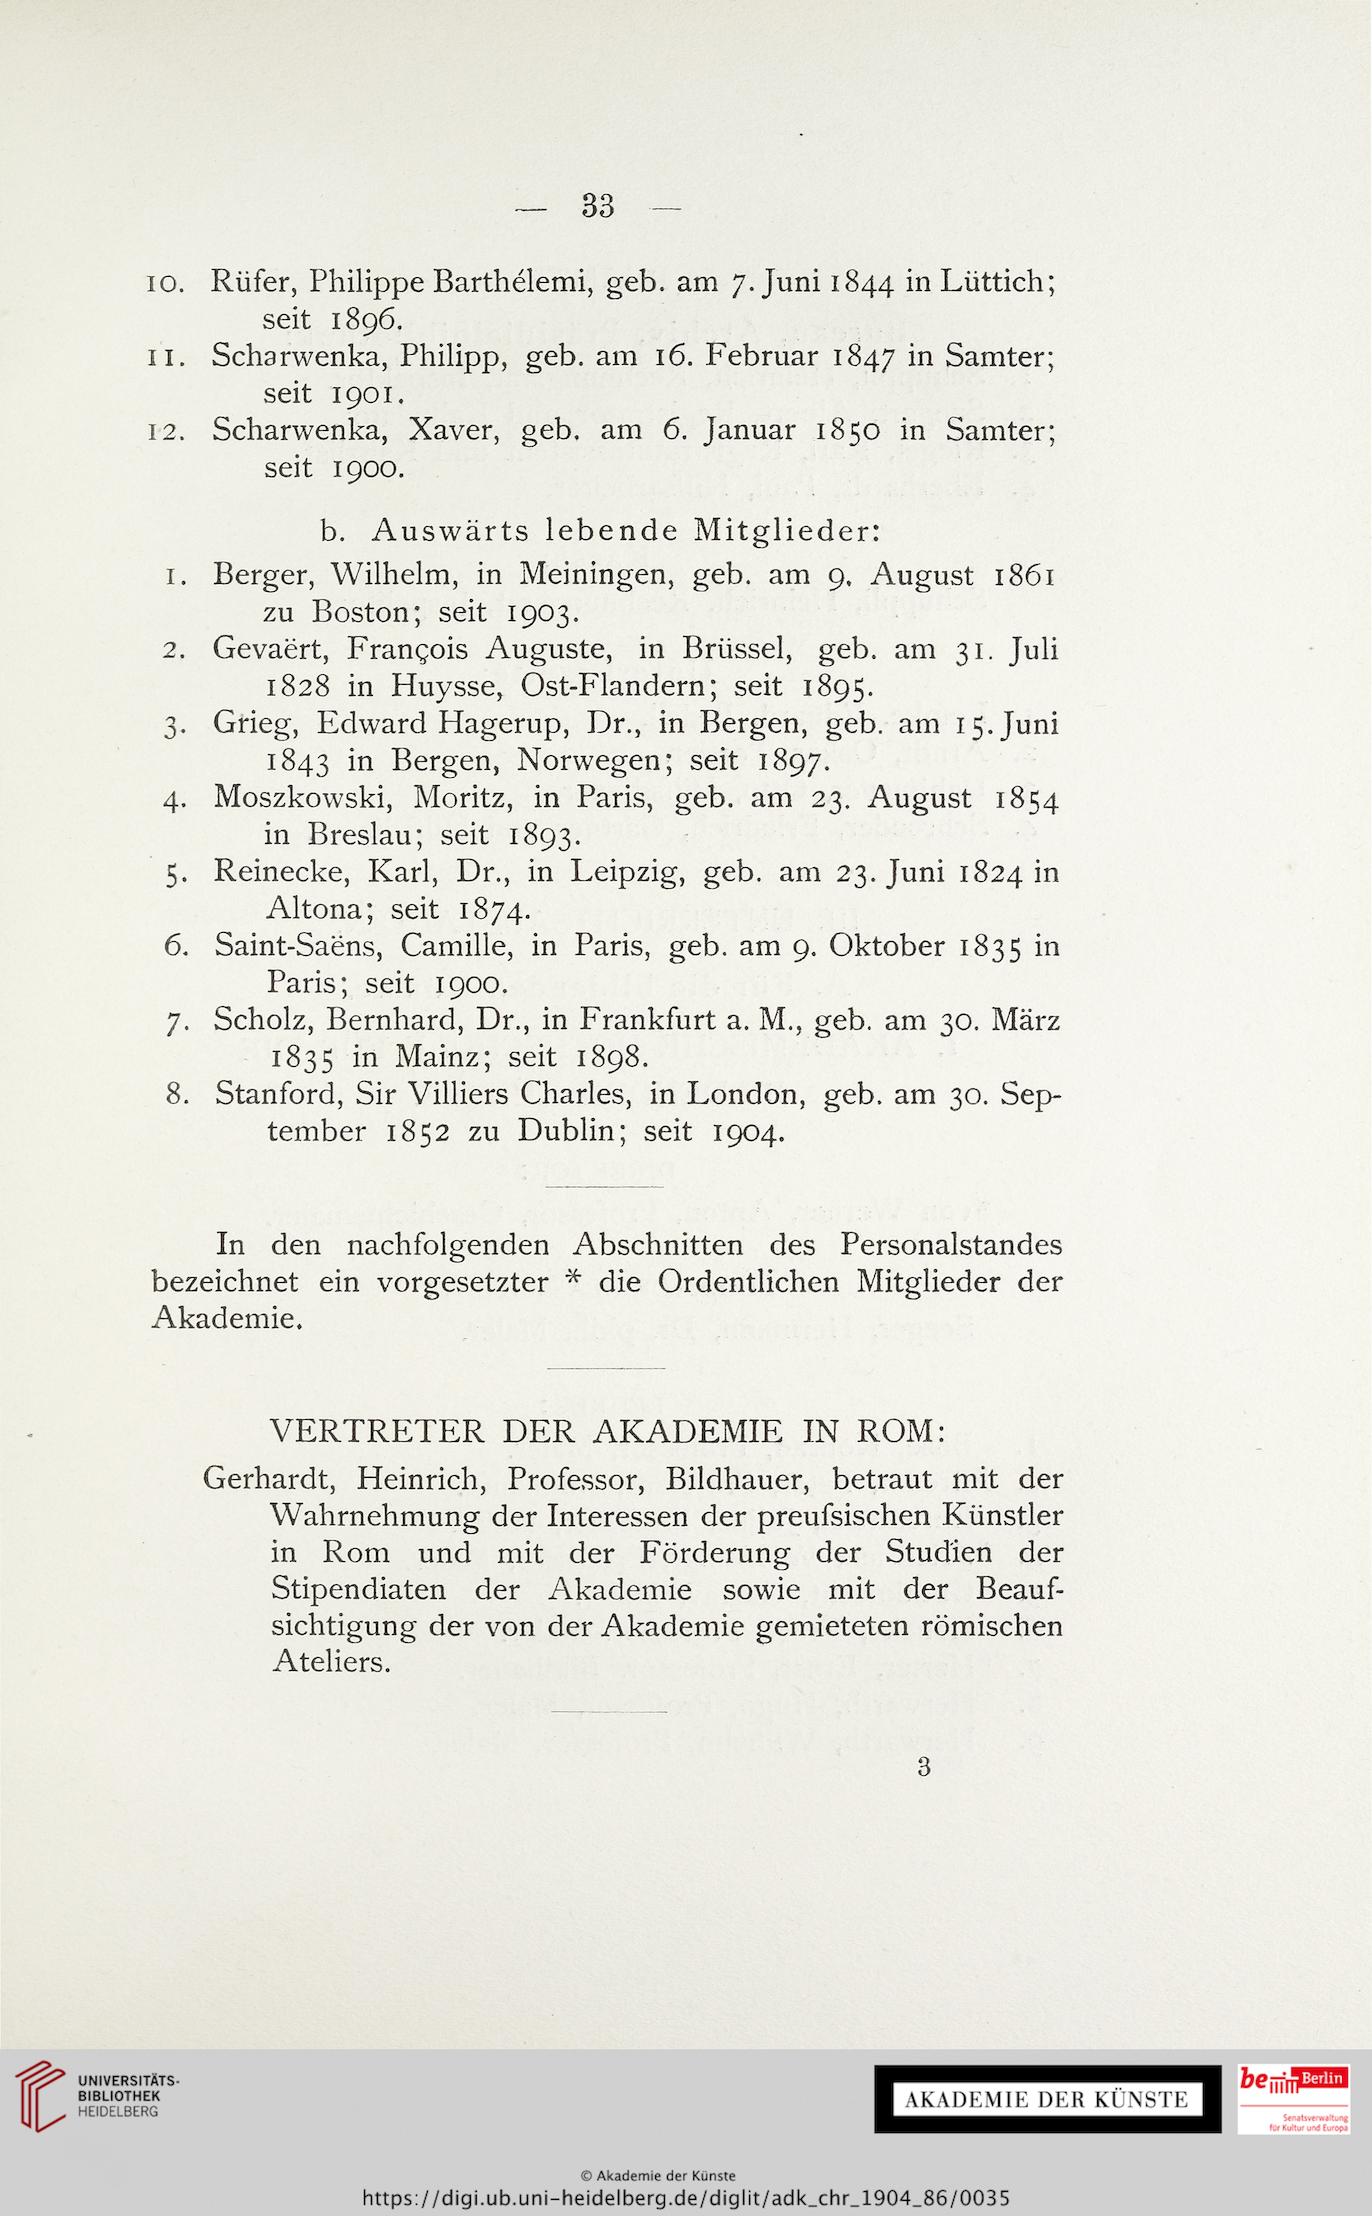 — 33 —
10. Rüfer, Philippe Barthélemi, geb. am 7. Juni 1844 in Lüttich;
seit 1896.
11. Scharwenka, Philipp, geb. am 16. Februar 1847 in Samter;
seit 1901.
12. Scharwenka, Xaver, geb. am 6. Januar 1850 in Samter;
seit 1900.
b. Auswärts lebende Mitglieder:
1. Berger, Wilhelm, in Meiningen, geb. am 9. August 1861
zu Boston; seit 1903.
2. Gevaërt, François Auguste, in Brüssel, geb. am 31. Juli
1828 in Huysse, Ost-Flandern; seit 1895.
3. Grieg, Edward Hagerup, Dr., in Bergen, geb. am 15. Juni
1843 in Bergen, Norwegen; seit 1897.
4. Moszkowski, Moritz, in Paris, geb. am 23. August 1854
in Breslau; seit 1893.
5. Reinecke, Karl, Dr., in Leipzig, geb. am 23. Juni 1824 in
Altona; seit 1874.
6. Saint-Saëns, Camille, in Paris, geb. am 9. Oktober 1835 in
Paris; seit 1900.
7. Scholz, Bernhard, Dr., in Frankfurt a. M., geb. am 30. März
1835 in Mainz; seit 1898.
8. Stanford, Sir Villiers Charles, in London, geb. am 30. Sep-
tember 1852 zu Dublin; seit 1904.
In den nachfolgenden Abschnitten des Personalstandes
bezeichnet ein vorgesetzter * die Ordentlichen Mitglieder der
Akademie.
VERTRETER DER AKADEMIE IN ROM:
Gerhardt, Heinrich, Professor, Bildhauer, betraut mit der
Wahrnehmung der Interessen der preuſsischen Künstler
in Rom und mit der Förderung der Studien der
Stipendiaten der Akademie sowie mit der Beauf-
sichtigung der von der Akademie gemieteten römischen
Ateliers.
3
UNIVERSITÄTS-
BIBLIOTHEK
HEIDELBERG
AKADEMIE DER KÜNSTE
be Berlin
Senatsverwaltung
für Kultur und Europa
© Akademie der Künste
https://digi.ub.uni-heidelberg.de/diglit/adk_chr_1904_86/0035